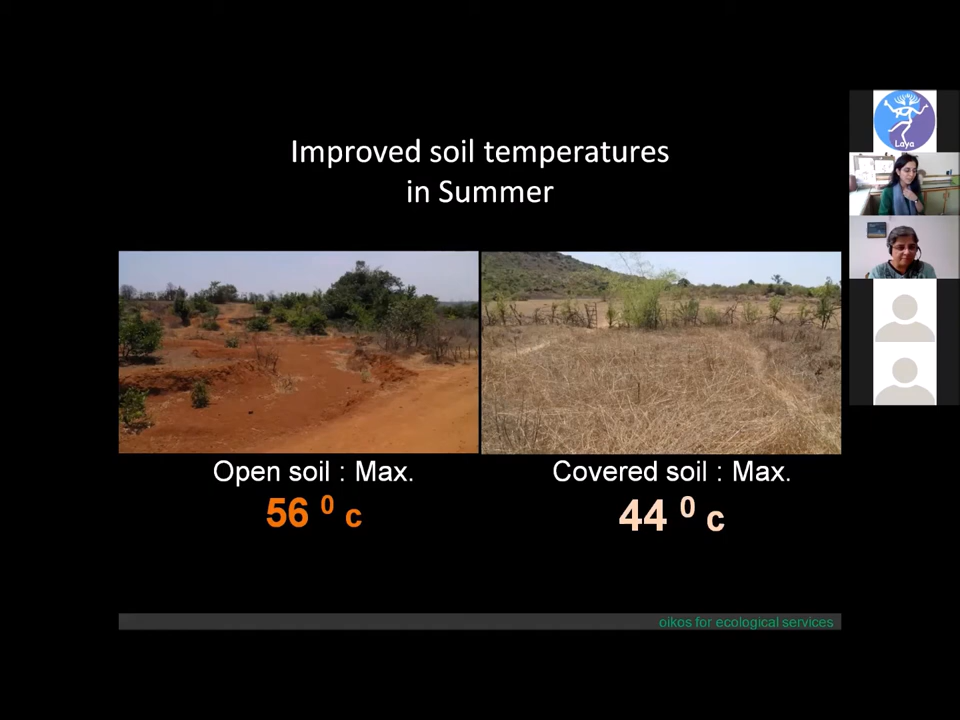 Improved soil temperatures
in Summer
Laya
Open soil : Max.
56 ⁰ c
Covered soil : Max.
44 ⁰ c
oikos for ecological services